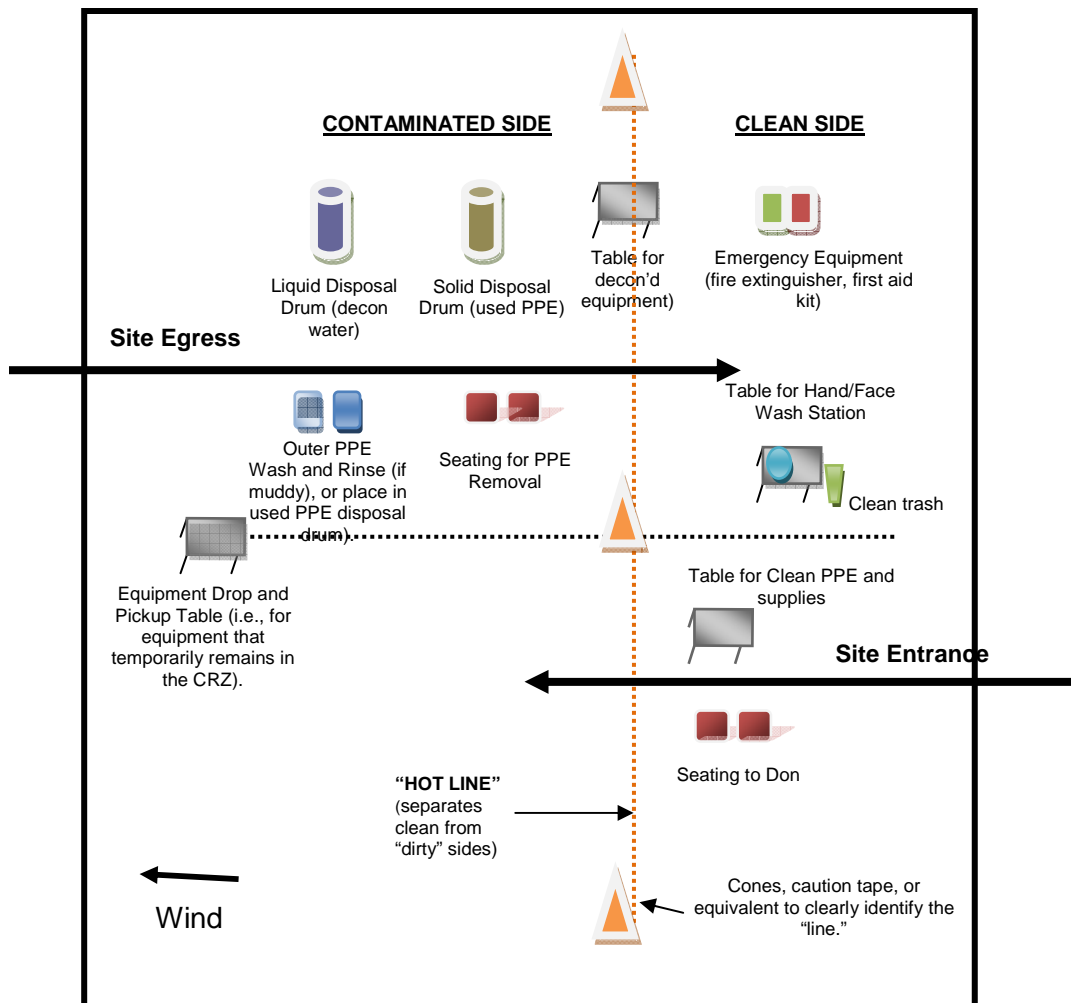 CONTAMINATED SIDE
CLEAN SIDE
Liquid Disposal
Drum (decon
water)
Solid Disposal
Drum (used PPE)
Table for
decon'd
equipment)
Emergency Equipment
(fire extinguisher, first aid
kit)
Site Egress
Outer PPE
Wash and Rinse (if
muddy), or place in
used PPE disposal
drum).
Seating for PPE
Removal
Table for Hand/Face
Wash Station
Clean trash
Equipment Drop and
Pickup Table (i.e., for
equipment that
temporarily remains in
the CRZ).
Table for Clean PPE and
supplies
Site Entrance
Seating to Don
“HOT LINE”
(separates
clean from
“dirty” sides)
Wind
Cones, caution tape, or
equivalent to clearly identify the
“line.”